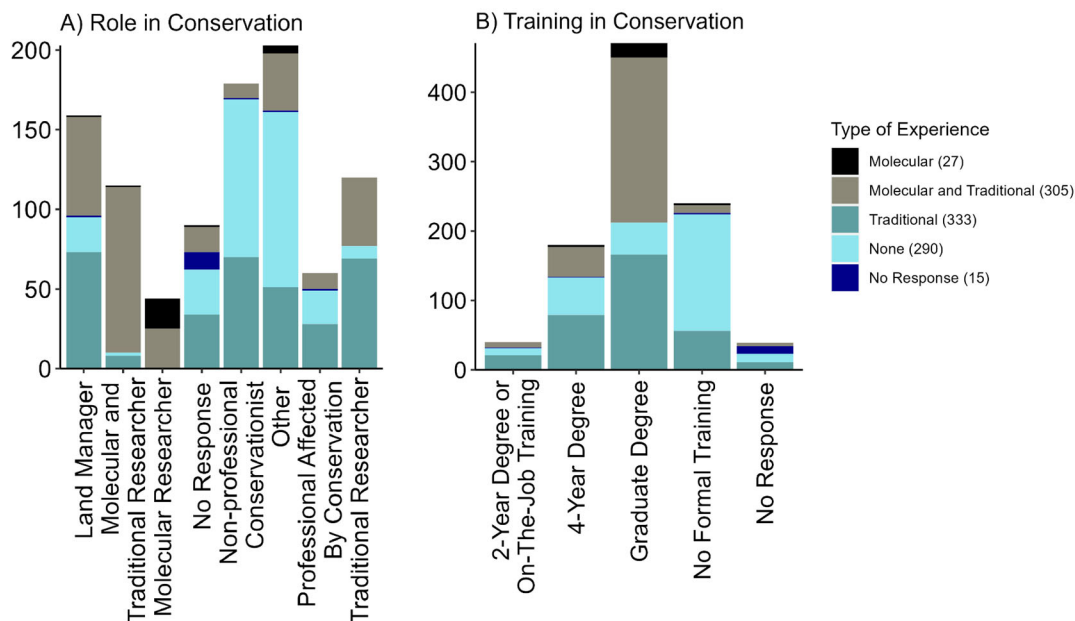 A) Role in Conservation
200
150
100
50
0
Land Manager
Molecular and
Traditional Researcher
Molecular Researcher
No Response
Non-professional
Conservationist
Other
Professional Affected
By Conservation
Traditional Researcher
B) Training in Conservation
400
300
200
100
0
2-Year Degree or
On-The-Job Training
4-Year Degree
Graduate Degree
No Formal Training
No Response
Type of Experience
Molecular (27)
Molecular and Traditional (305)
Traditional (333)
None (290)
No Response (15)